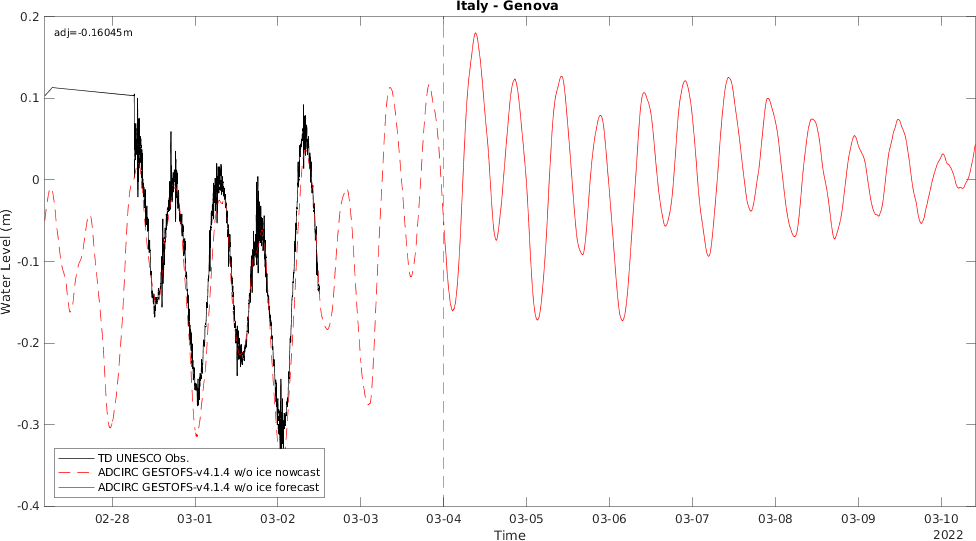 Italy - Genova
adj=-0.16045m
0.2
0.1
0
-0.1
-0.2
-0.3
-0.4
Water Level (m)
TD UNESCO Obs.
ADCIRC GESTOFS-v4.1.4 w/o ice nowcast
ADCIRC GESTOFS-v4.1.4 w/o ice forecast
02-28 03-01 03-02 03-03 03-04 03-05 03-06 03-07 03-08 03-09 03-10
Time
2022